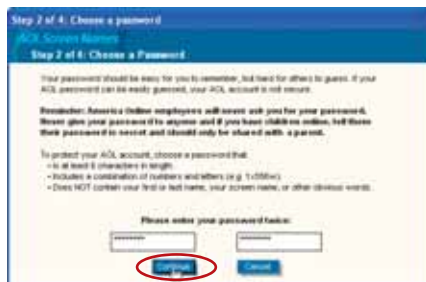 Step 2 of 4: Choose a password
AOL Screen Names
Step 2 of 4: Choose a Password
Your password should be easy for you to remember, but hard for others to guess. If your
AOL password can be easily guessed, your AOL account is not secure.
Reminder: America Online employees will never ask you for your password.
Never give your password to anyone and if you have children online, tell them
their password is secret and should only be shared with a parent.
To protect your AOL account, choose a password that:
- Is at least 6 characters in length.
- Includes a combination of numbers and letters (e.g.
- Does NOT contain your first or last name, your screen name, or other obvious words.
Please enter your password twice:
******** ********
Continue Cancel